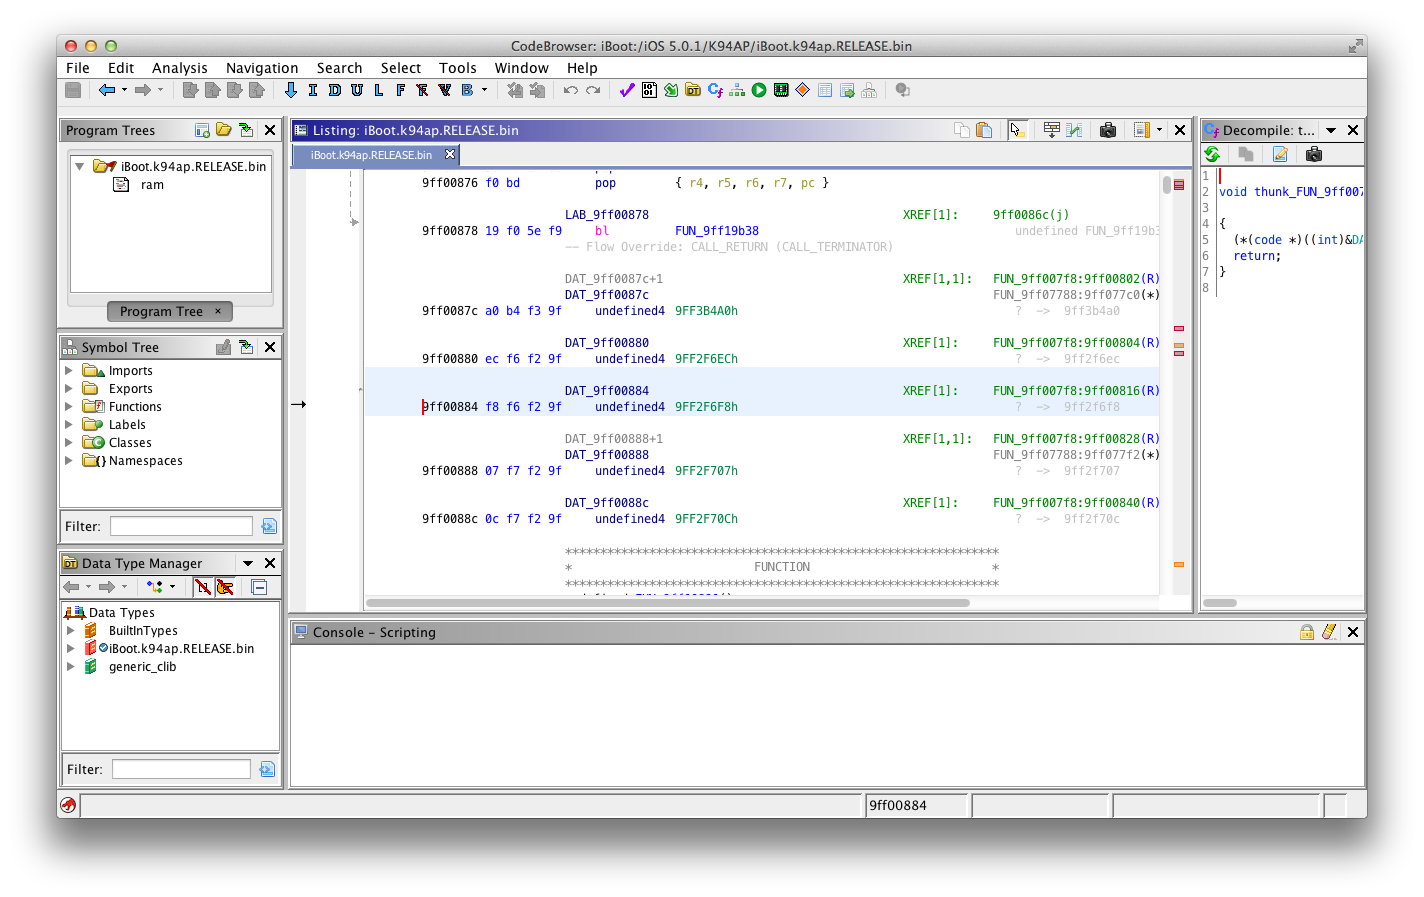 CodeBrowser: iBoot:/iOS 5.0.1/K94AP/iBoot.k94ap.RELEASE.bin
File Edit Analysis Navigation Search Select Tools Window Help
I D U L F F V B
Program Trees
iBoot.k94ap.RELEASE.bin
ram
Program Tree ×
Symbol Tree
Imports
Exports
Functions
Labels
Classes
Namespaces
Filter:
Data Type Manager
Data Types
BuiltInTypes
iBoot.k94ap.RELEASE.bin
generic_clib
Filter:
Listing: iBoot.k94ap.RELEASE.bin
iBoot.k94ap.RELEASE.bin
9ff00876 f0 bd pop { r4, r5, r6, r7, pc }
LAB_9ff00878 XREF[1]: 9ff0086c(j)
9ff00878 19 f0 5e f9 bl FUN_9ff19b38 undefined FUN_9ff19b3
-- Flow Override: CALL_RETURN (CALL_TERMINATOR)
DAT_9ff0087c+1 XREF[1,1]: FUN_9ff007f8:9ff00802(R)
DAT_9ff0087c FUN_9ff07788:9ff077c0(*)
9ff0087c a0 b4 f3 9f undefined4 9FF3B4A0h ? -> 9ff3b4a0
DAT_9ff00880 XREF[1]: FUN_9ff007f8:9ff00804(R)
9ff00880 ec f6 f2 9f undefined4 9FF2F6ECh ? -> 9ff2f6ec
DAT_9ff00884 XREF[1]: FUN_9ff007f8:9ff00816(R)
9ff00884 f8 f6 f2 9f undefined4 9FF2F6F8h ? -> 9ff2f6f8
DAT_9ff00888+1 XREF[1,1]: FUN_9ff007f8:9ff00828(R)
DAT_9ff00888 FUN_9ff07788:9ff077f2(*)
9ff00888 07 f7 f2 9f undefined4 9FF2F707h ? -> 9ff2f707
DAT_9ff0088c XREF[1]: FUN_9ff007f8:9ff00840(R)
9ff0088c 0c f7 f2 9f undefined4 9FF2F70Ch ? -> 9ff2f70c
**************************************************************
* FUNCTION *
**************************************************************
Decompile: t...
1
2 void thunk_FUN_9ff007
3
4 {
5 (*(code *)((int)&DA
6 return;
7 }
8
Console - Scripting
9ff00884